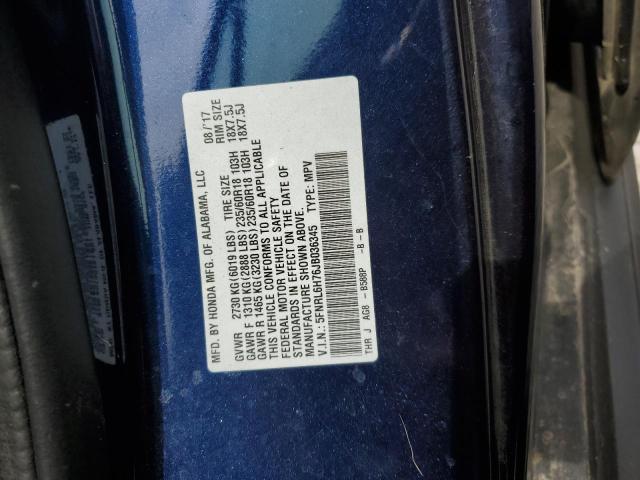 MFD. BY HONDA MFG. OF ALABAMA, LLC 08/'17
GVWR 2730 KG(6019 LBS) TIRE SIZE RIM SIZE
GAWR F 1310 KG(2888 LBS)235/60R18 103H 18X7.5J
GAWR R 1465 KG(3230 LBS)235/60R18 103H 18X7.5J
THIS VEHICLE CONFORMS TO ALL APPLICABLE
FEDERAL MOTOR VEHICLE SAFETY
STANDARDS IN EFFECT ON THE DATE OF
MANUFACTURE SHOWN ABOVE.
V.I.N.: 5FNRL6H76JB036345 TYPE: MPV
THR J AG8 - B588P -B-B